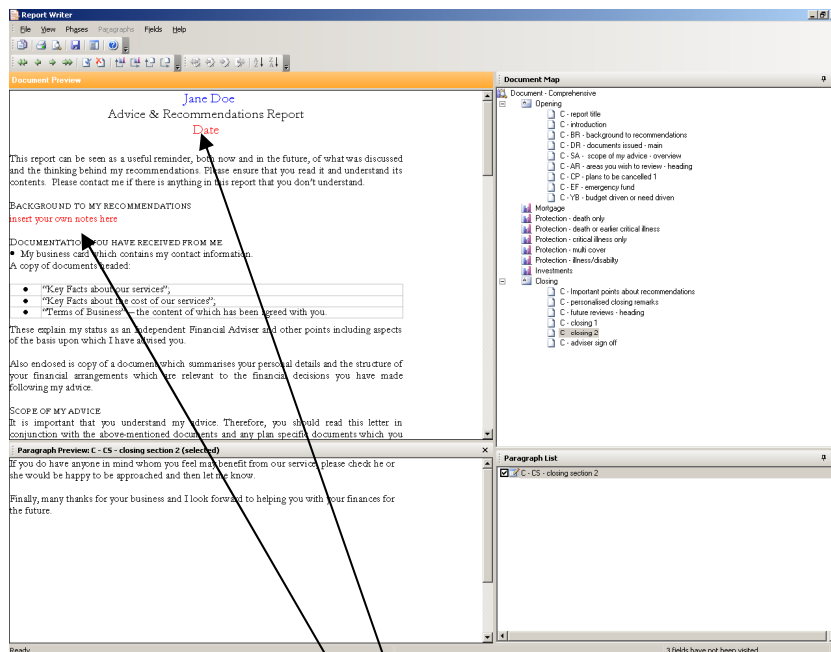 Report Writer
File View Phases Paragraphs Fields Help
Document Preview
Jane Doe
Advice & Recommendations Report
Date
This report can be seen as a useful reminder, both now and in the future, of what was discussed
and the thinking behind my recommendations. Please ensure that you read it and understand its
contents. Please contact me if there is anything in this report that you don't understand.
BACKGROUND TO MY RECOMMENDATIONS
insert your own notes here
DOCUMENTATION YOU HAVE RECEIVED FROM ME
• My business card which contains my contact information.
A copy of documents headed:
• "Key Facts about our services";
• "Key Facts about the cost of our services";
• "Terms of Business" – the content of which has been agreed with you.
These explain my status as an Independent Financial Adviser and other points including aspects
of the basis upon which I have advised you.
Also enclosed is copy of a document which summarises your personal details and the structure of
your financial arrangements which are relevant to the financial decisions you have made
following my advice.
SCOPE OF MY ADVICE
It is important that you understand my advice. Therefore, you should read this letter in
conjunction with the above-mentioned documents and any plan specific documents which you
Paragraph Preview: C - CS - closing section 2 (selected)
If you do have anyone in mind whom you feel may benefit from our service, please check he or
she would be happy to be approached and then let me know.
Finally, many thanks for your business and I look forward to helping you with your finances for
the future.
Ready
Document Map
Document - Comprehensive
Opening
C - report title
C - introduction
C - BR - background to recommendations
C - DR - documents issued - main
C - SA - scope of my advice - overview
C - AR - areas you wish to review - heading
C - CP - plans to be cancelled 1
C - EF - emergency fund
C - YB - budget driven or need driven
Mortgage
Protection - death only
Protection - death or earlier critical illness
Protection - critical illness only
Protection - multi cover
Protection - illness/disabilty
Investments
Closing
C - Important points about recommendations
C - personalised closing remarks
C - future reviews - heading
C - closing 1
C - closing 2
C - adviser sign off
Paragraph List
C - CS - closing section 2
3 fields have not been visited